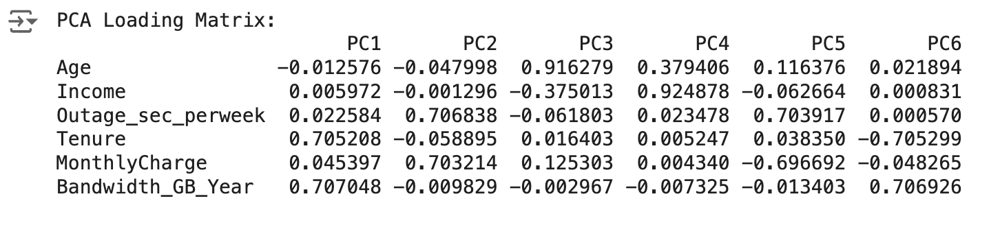 PCA Loading Matrix:
PC1 PC2 PC3 PC4 PC5 PC6
Age −0.012576 −0.047998 0.916279 0.379406 0.116376 0.021894
Income 0.005972 −0.001296 −0.375013 0.924878 −0.062664 0.000831
Outage_sec_perweek 0.022584 0.706838 −0.061803 0.023478 0.703917 0.000570
Tenure 0.705208 −0.058895 0.016403 0.005247 0.038350 −0.705299
MonthlyCharge 0.045397 0.703214 0.125303 0.004340 −0.696692 −0.048265
Bandwidth_GB_Year 0.707048 −0.009829 −0.002967 −0.007325 −0.013403 0.706926